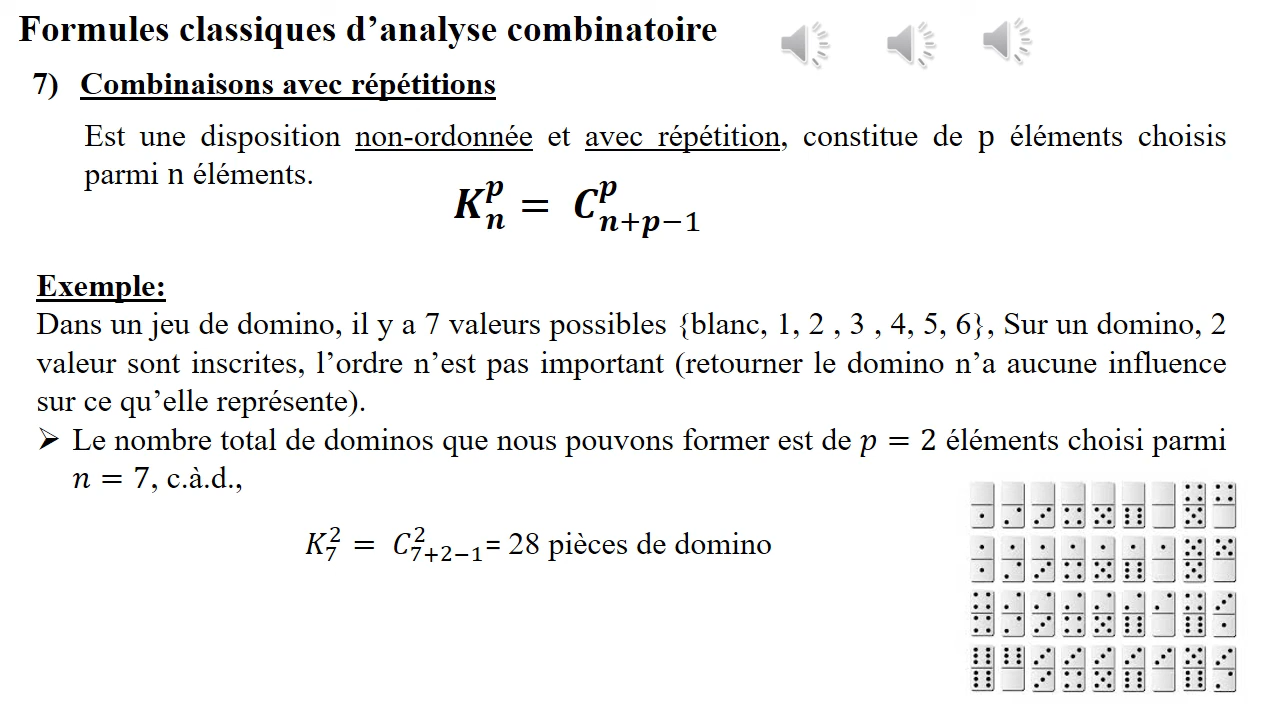 Formules classiques d’analyse combinatoire
7) Combinaisons avec répétitions
Est une disposition non-ordonnée et avec répétition, constitue de p éléments choisis
parmi n éléments.
K_n^p = C_{n+p−1}^p
Exemple:
Dans un jeu de domino, il y a 7 valeurs possibles {blanc, 1, 2 , 3 , 4, 5, 6}, Sur un domino, 2
valeur sont inscrites, l’ordre n’est pas important (retourner le domino n’a aucune influence
sur ce qu’elle représente).
➢ Le nombre total de dominos que nous pouvons former est de p = 2 éléments choisi parmi
n = 7, c.à.d.,
K_7^2 = C_{7+2−1}^2= 28 pièces de domino